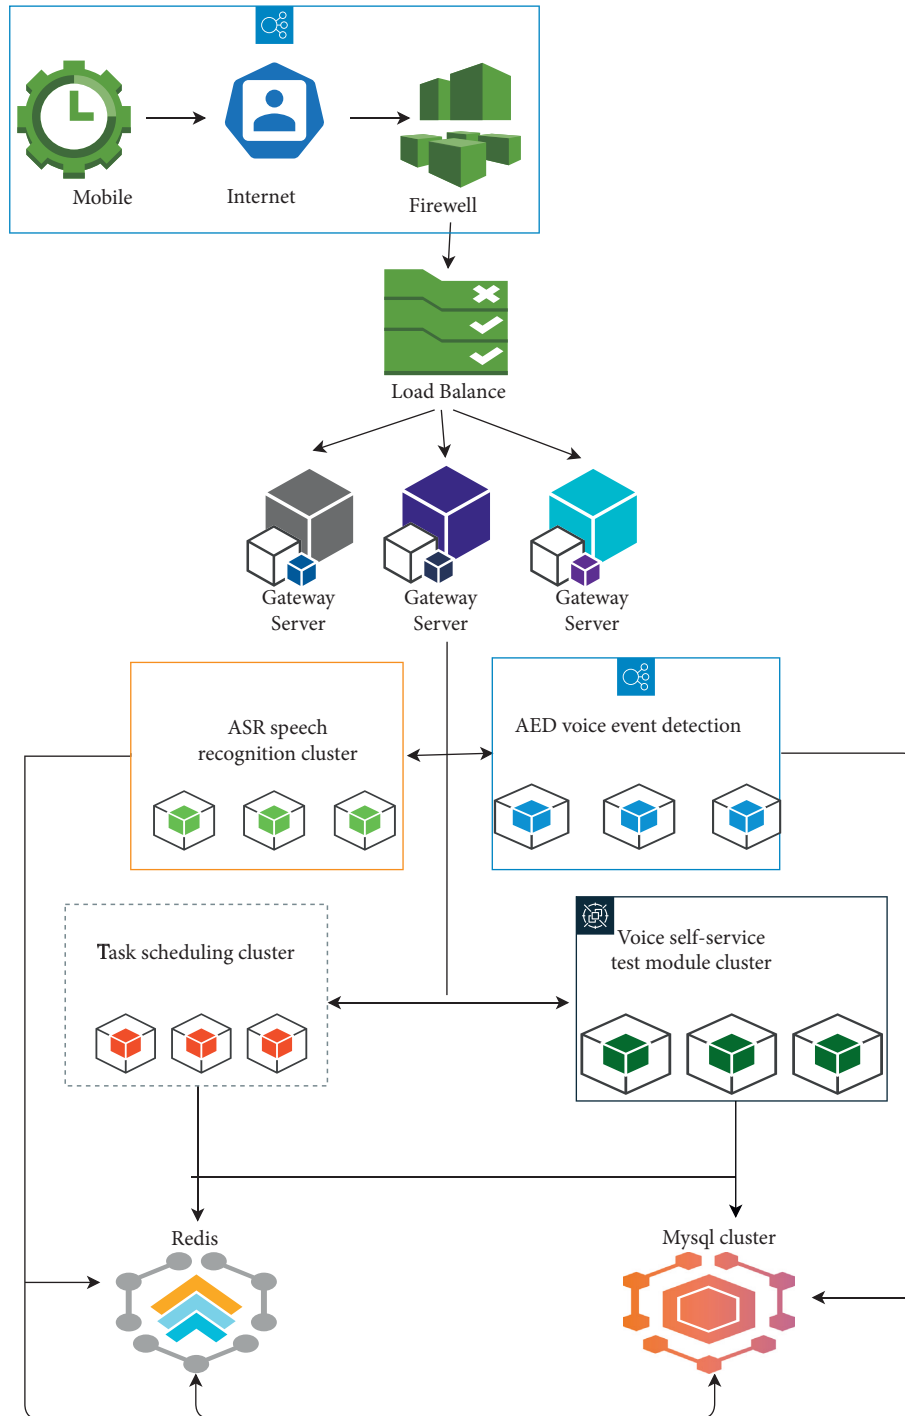 Mobile
Internet
Firewell
Load Balance
Gateway
Server
Gateway
Server
Gateway
Server
ASR speech
recognition cluster
AED voice event detection
Task scheduling cluster
Voice self-service
test module cluster
Redis
Mysql cluster